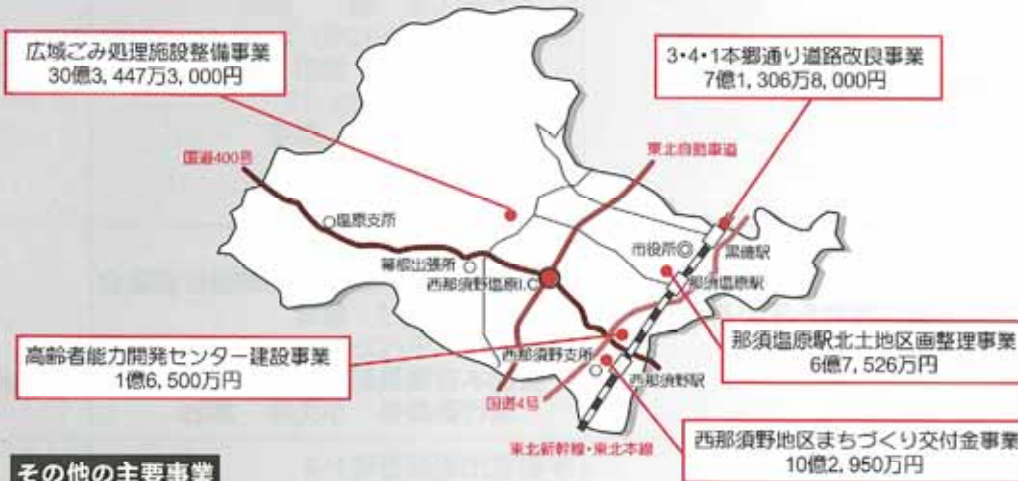 広域ごみ処理施設整備事業
30億3,447万3,000円
3・4・1本郷通り道路改良事業
7億1,306万8,000円
国道400号
東北自動車道
塩原支所
市役所
黒磯駅
箒根出張所
西那須野塩原I.C
那須塩原駅
高齢者能力開発センター建設事業
1億6,500万円
西那須野支所
西那須野駅
那須塩原駅北土地区画整理事業
6億7,526万円
国道4号
東北新幹線・東北本線
西那須野地区まちづくり交付金事業
10億2,950万円
その他の主要事業